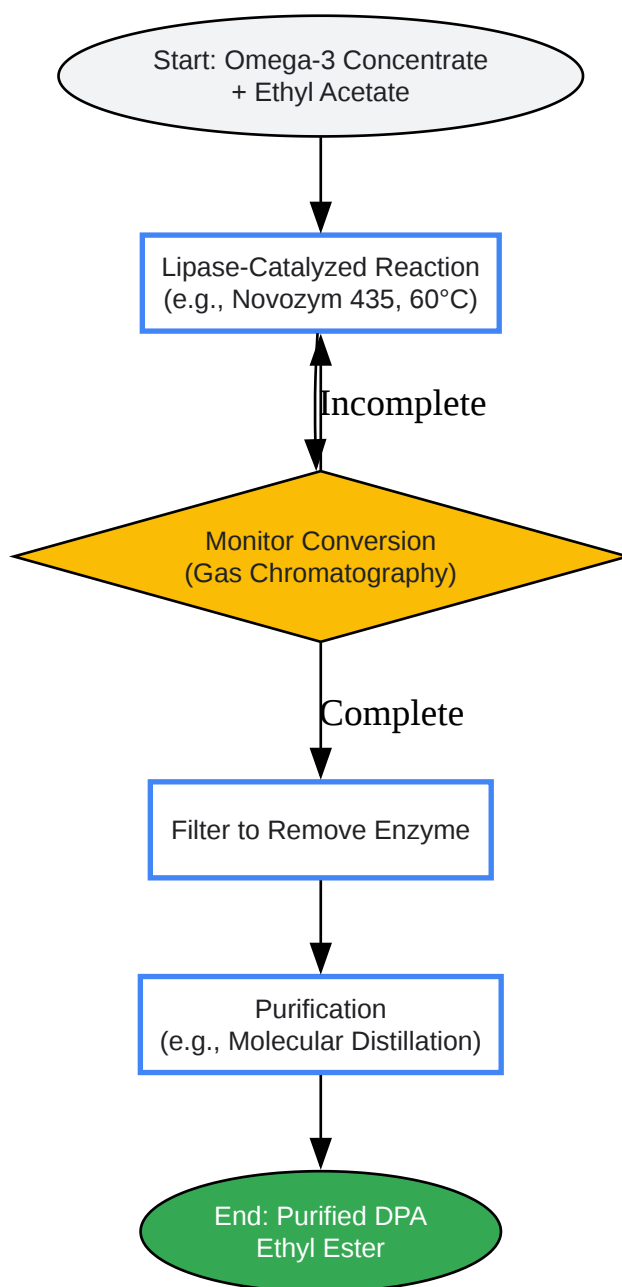 Start: Omega-3 Concentrate
+ Ethyl Acetate
Lipase-Catalyzed Reaction
(e.g., Novozym 435, 60°C)
Incomplete
Monitor Conversion
(Gas Chromatography)
Complete
Filter to Remove Enzyme
Purification
(e.g., Molecular Distillation)
End: Purified DPA
Ethyl Ester